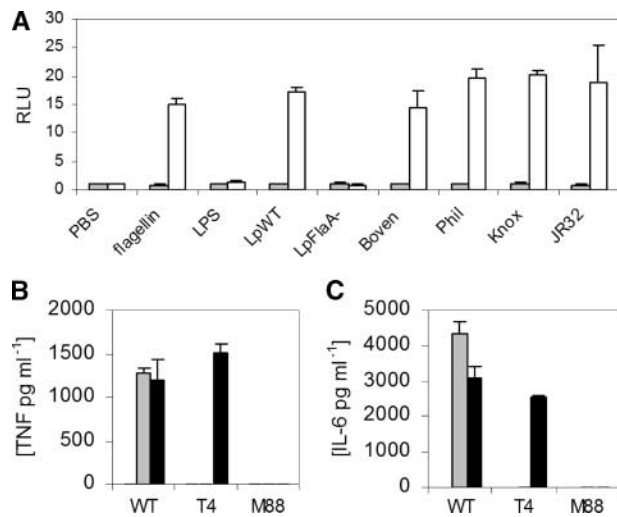 A
RLU
30
25
20
15
10
5
0
PBS
flagellin
LPS
LpWT
LpFlaA-
Boven
Phil
Knox
JR32
B
[TNF pg ml⁻¹]
2000
1500
1000
500
0
WT T4 M88
C
[IL-6 pg ml⁻¹]
5000
4000
3000
2000
1000
0
WT T4 M88